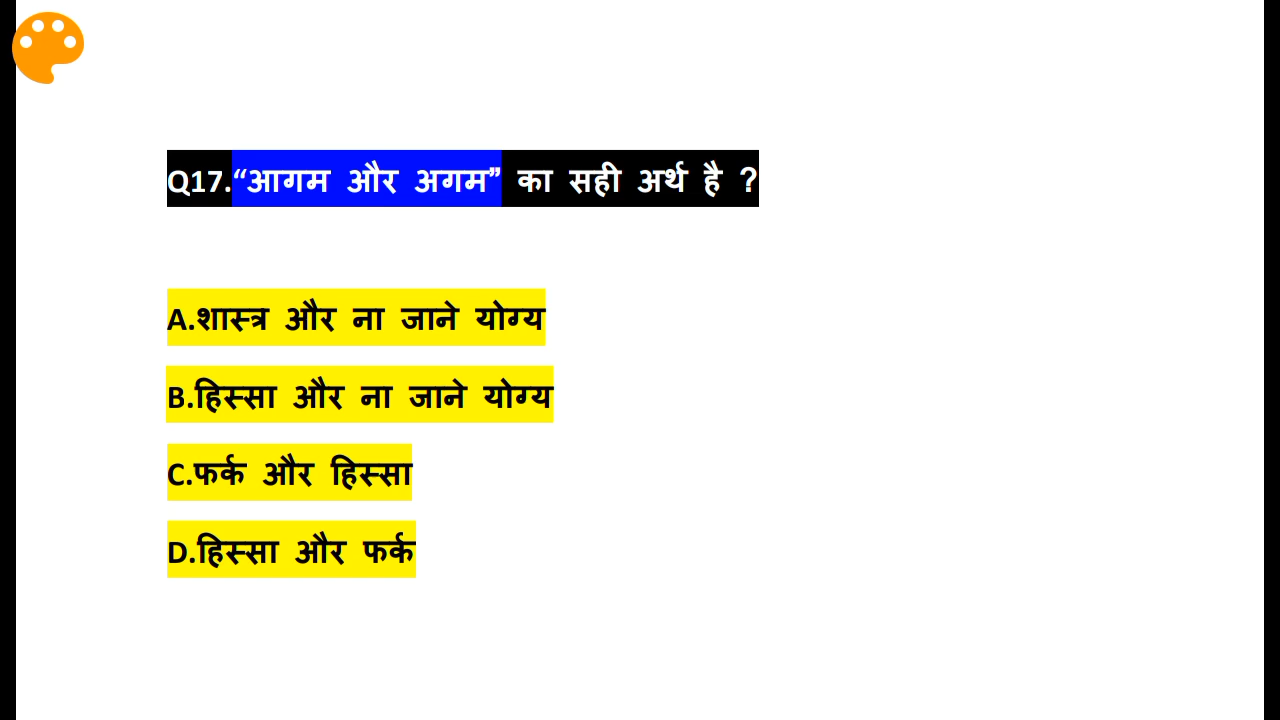 Q17.“आगम और अगम” का सही अर्थ है ?
A.शास्त्र और ना जाने योग्य
B.हिस्सा और ना जाने योग्य
C.फर्क और हिस्सा
D.हिस्सा और फर्क